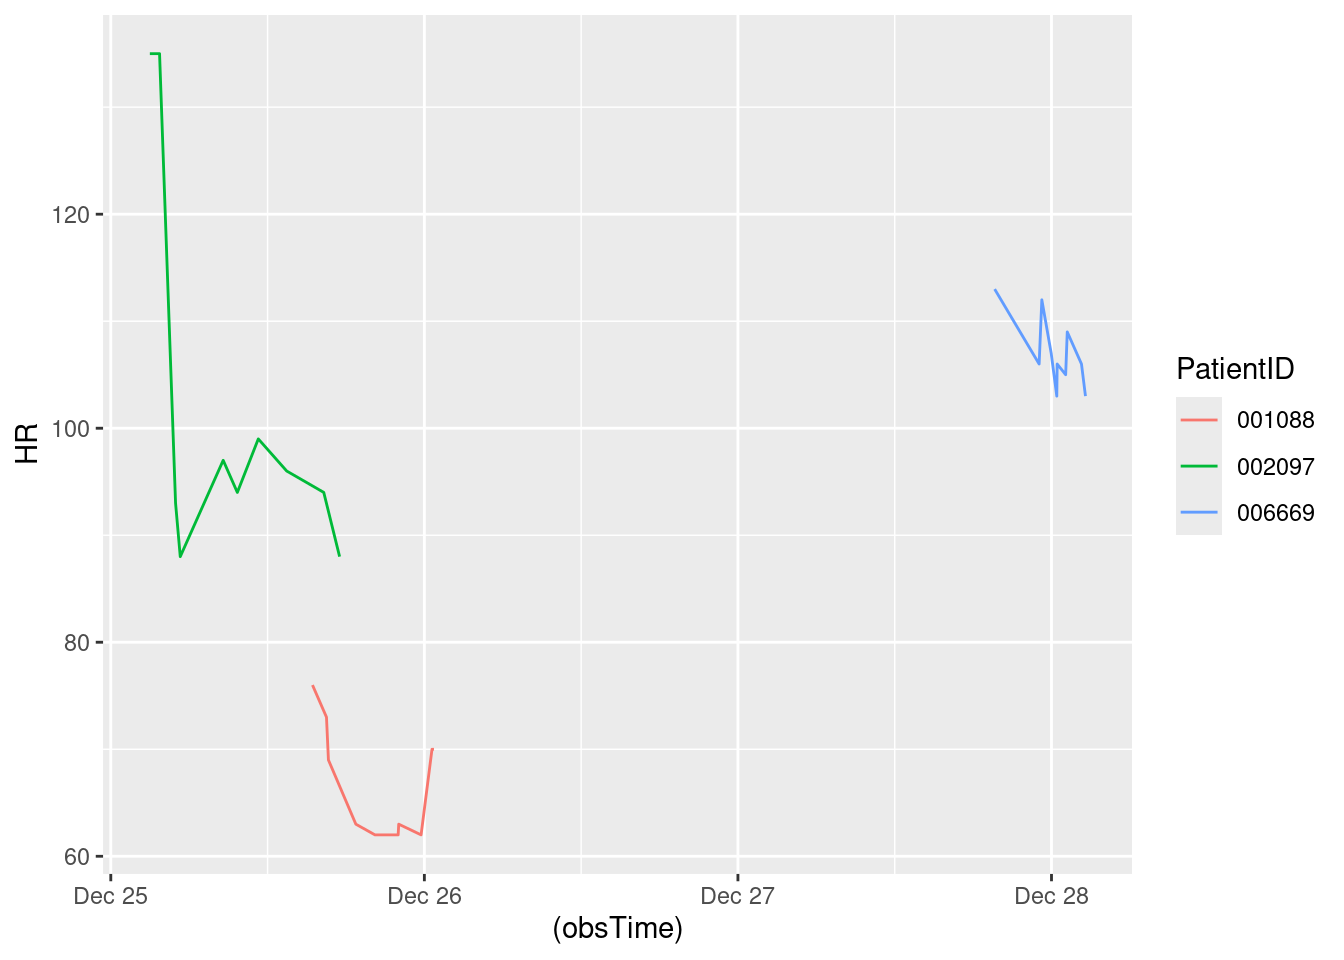 HR
120
100
80
60
Dec 25
Dec 26
Dec 27
Dec 28
(obsTime)
PatientID
001088
002097
006669